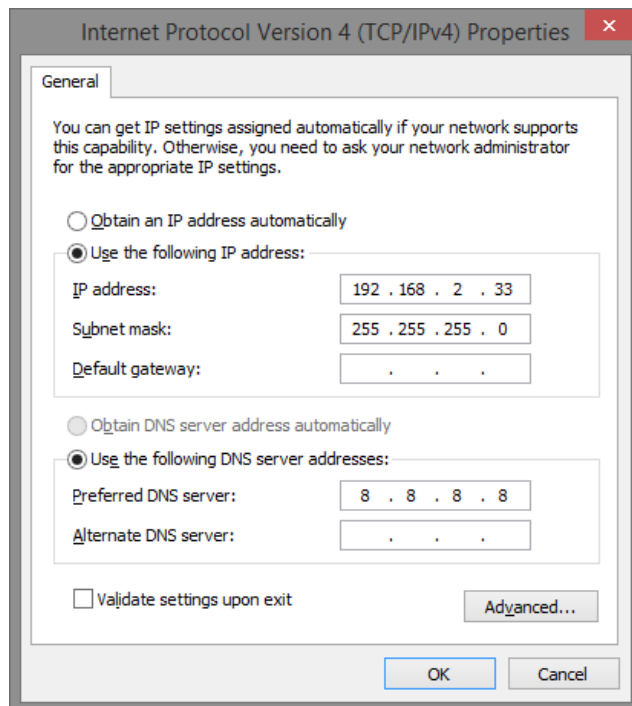 Internet Protocol Version 4 (TCP/IPv4) Properties
General
You can get IP settings assigned automatically if your network supports
this capability. Otherwise, you need to ask your network administrator
for the appropriate IP settings.
Obtain an IP address automatically
Use the following IP address:
IP address: 192 . 168 . 2 . 33
Subnet mask: 255 . 255 . 255 . 0
Default gateway: . . .
Obtain DNS server address automatically
Use the following DNS server addresses:
Preferred DNS server: 8 . 8 . 8 . 8
Alternate DNS server: . . .
Validate settings upon exit
Advanced...
OK Cancel